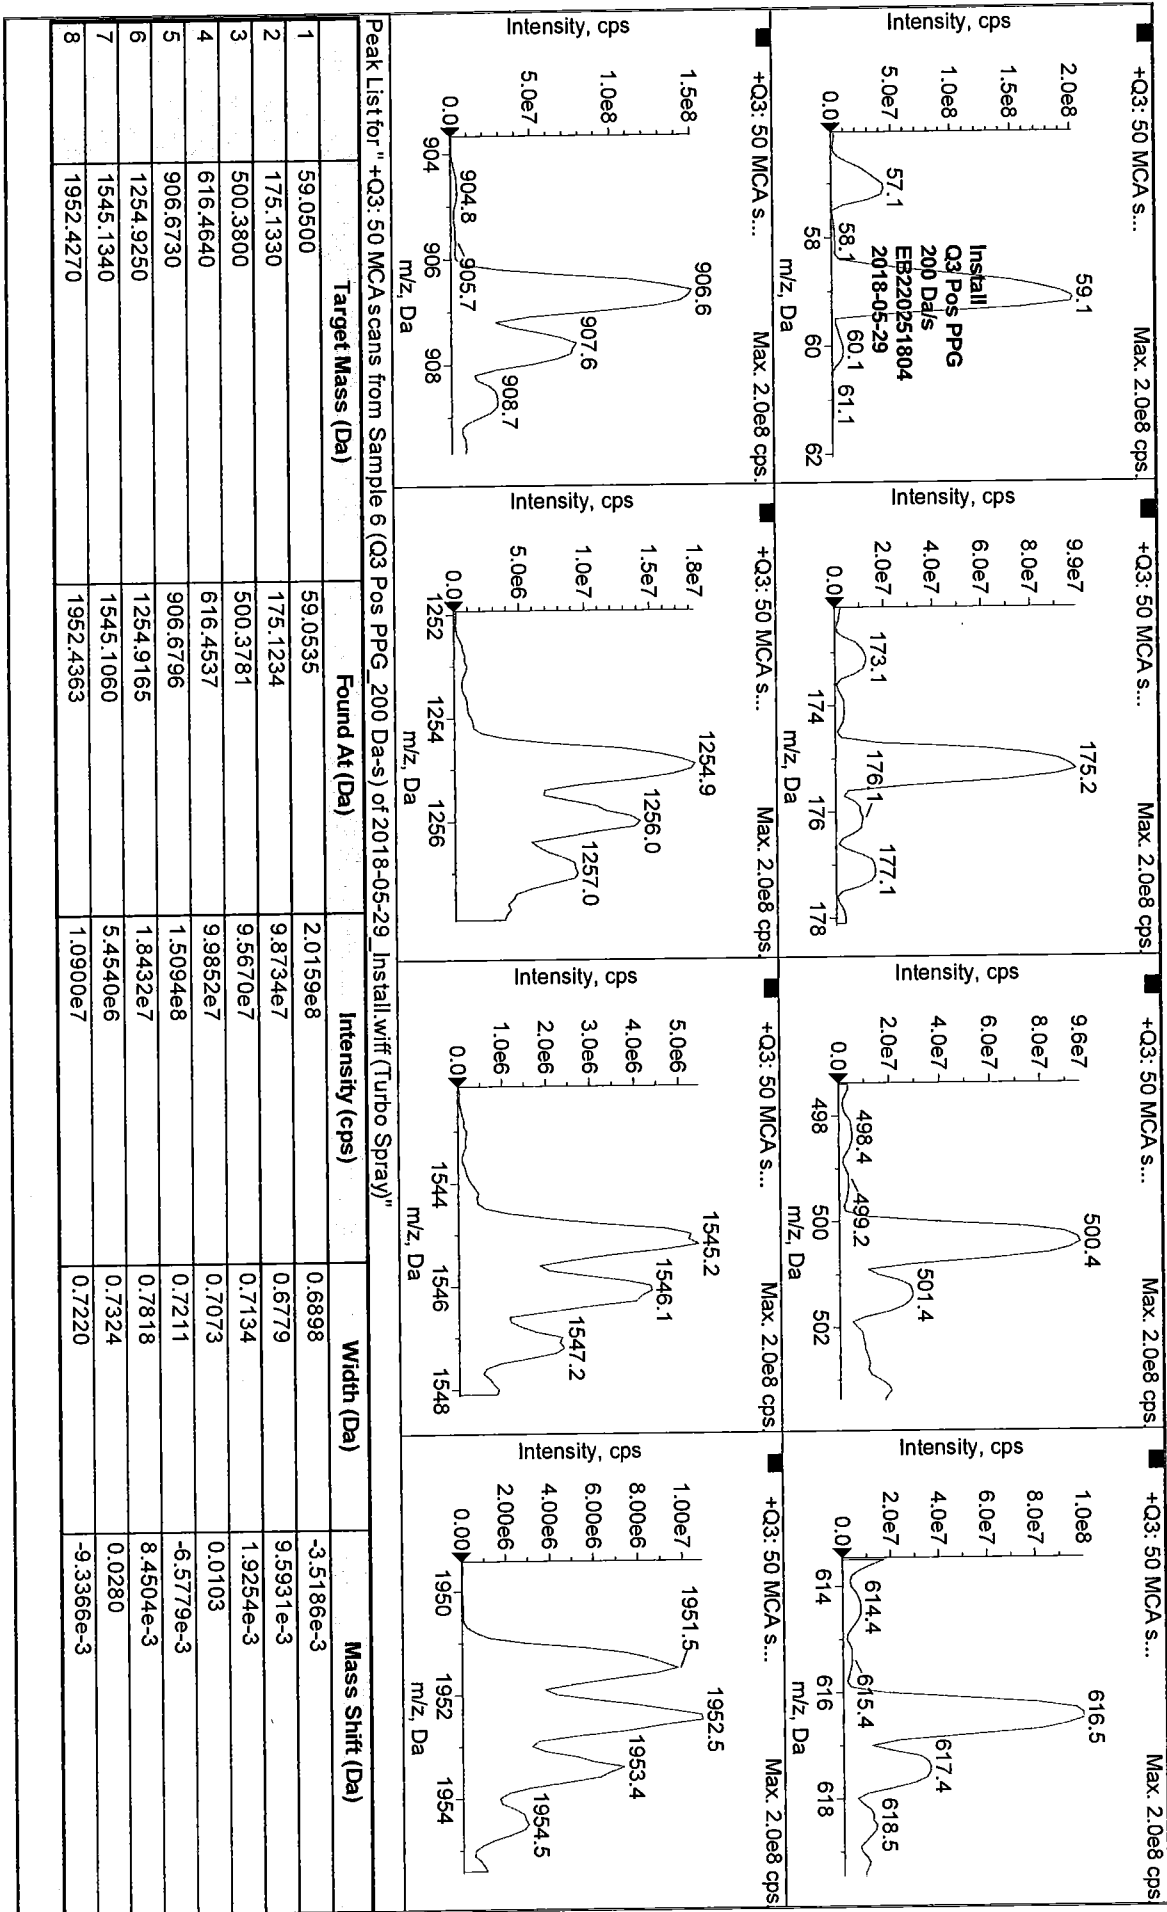 +Q3: 50 MCA s... Max. 2.0e8 cps.
Intensity, cps
2.0e8
1.5e8
1.0e8
5.0e7
0.0
57.1
58.1
59.1
60.1
61.1
Install
Q3 Pos PPG
200 Da/s
EB220251804
2018-05-29
58 60 62
m/z, Da
+Q3: 50 MCA s... Max. 2.0e8 cps.
Intensity, cps
9.9e7
8.0e7
6.0e7
4.0e7
2.0e7
0.0
173.1
175.2
176.1
177.1
174 176 178
m/z, Da
+Q3: 50 MCA s... Max. 2.0e8 cps.
Intensity, cps
9.6e7
8.0e7
6.0e7
4.0e7
2.0e7
0.0
498.4
499.2
500.4
501.4
498 500 502
m/z, Da
+Q3: 50 MCA s... Max. 2.0e8 cps.
Intensity, cps
1.0e8
8.0e7
6.0e7
4.0e7
2.0e7
0.0
614.4
615.4
616.5
617.4
618.5
614 616 618
m/z, Da
+Q3: 50 MCA s... Max. 2.0e8 cps.
Intensity, cps
1.5e8
1.0e8
5.0e7
0.0
904.8
905.7
906.6
907.6
908.7
904 906 908
m/z, Da
+Q3: 50 MCA s... Max. 2.0e8 cps.
Intensity, cps
1.8e7
1.5e7
1.0e7
5.0e6
0.0
1254.9
1256.0
1257.0
1252 1254 1256
m/z, Da
+Q3: 50 MCA s... Max. 2.0e8 cps.
Intensity, cps
5.0e6
4.0e6
3.0e6
2.0e6
1.0e6
0.0
1545.2
1546.1
1547.2
1544 1546 1548
m/z, Da
+Q3: 50 MCA s... Max. 2.0e8 cps.
Intensity, cps
1.00e7
8.00e6
6.00e6
4.00e6
2.00e6
0.00
1951.5
1952.5
1953.4
1954.5
1950 1952 1954
m/z, Da
Peak List for "+Q3: 50 MCA scans from Sample 6 (Q3 Pos PPG_200 Da-s) of 2018-05-29_Install.wiff (Turbo Spray)"
Target Mass (Da) Found At (Da) Intensity (cps) Width (Da) Mass Shift (Da)
1 59.0500 59.0535 2.0159e8 0.6898 -3.5186e-3
2 175.1330 175.1234 9.8734e7 0.6779 9.5931e-3
3 500.3800 500.3781 9.5670e7 0.7134 1.9254e-3
4 616.4640 616.4537 9.9852e7 0.7073 0.0103
5 906.6730 906.6796 1.5094e8 0.7211 -6.5779e-3
6 1254.9250 1254.9165 1.8432e7 0.7818 8.4504e-3
7 1545.1340 1545.1060 5.4540e6 0.7324 0.0280
8 1952.4270 1952.4363 1.0900e7 0.7220 -9.3366e-3